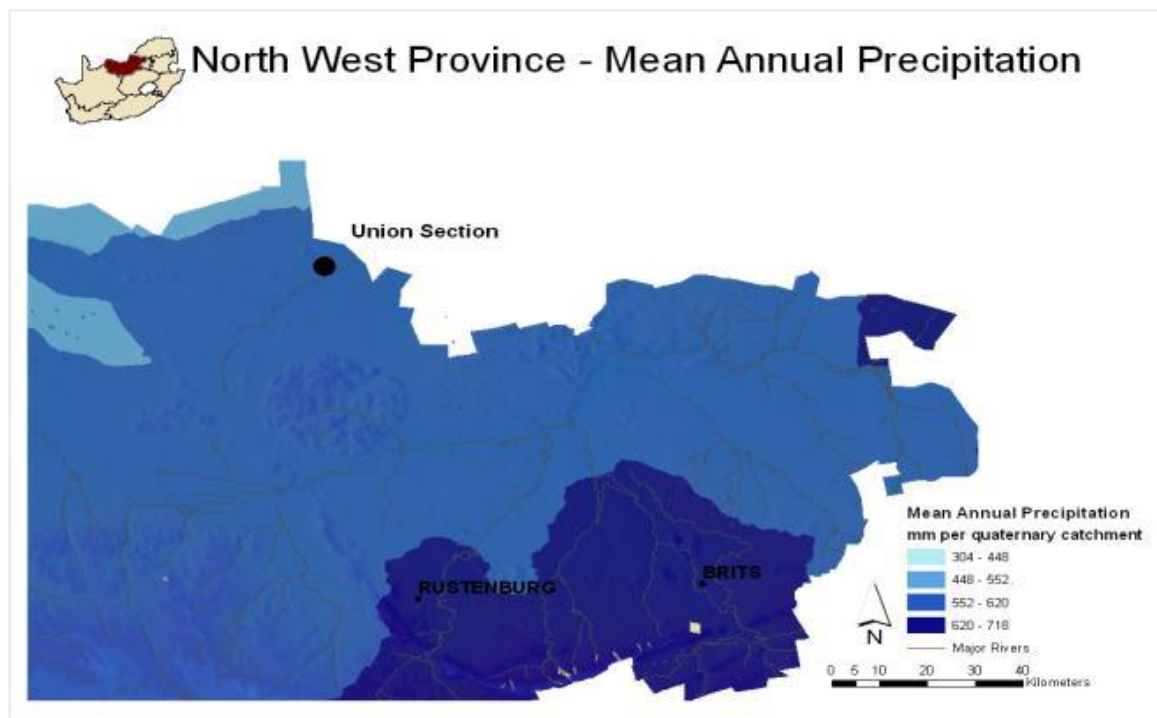 North West Province - Mean Annual Precipitation
Union Section
RUSTENBURG
BRITS
Mean Annual Precipitation
mm per quaternary catchment
304 - 448
448 - 552.
552 - 620
620 - 718
Major Rivers
N
0 5 10 20 30 40
Kilometers